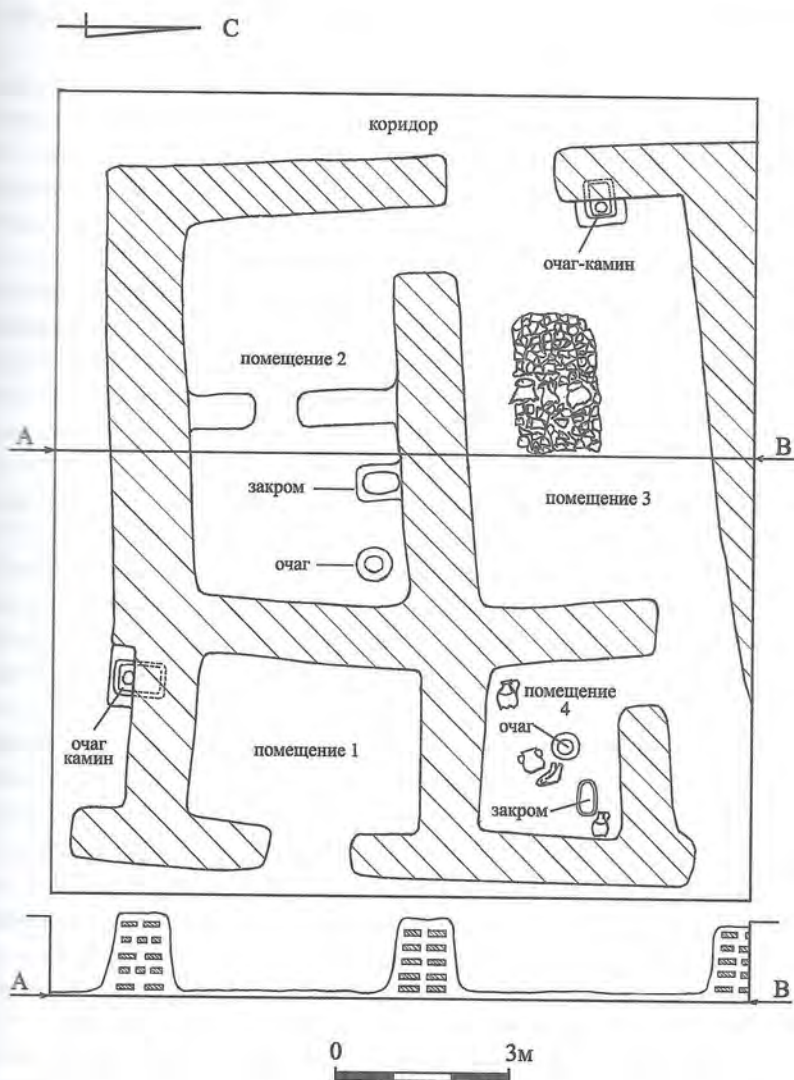 С
коридор
очаг-камин
помещение 2
А
В
закром
помещение 3
очаг
помещение
4
очаг
очаг
камин
помещение 1
закром
А
В
0 3м